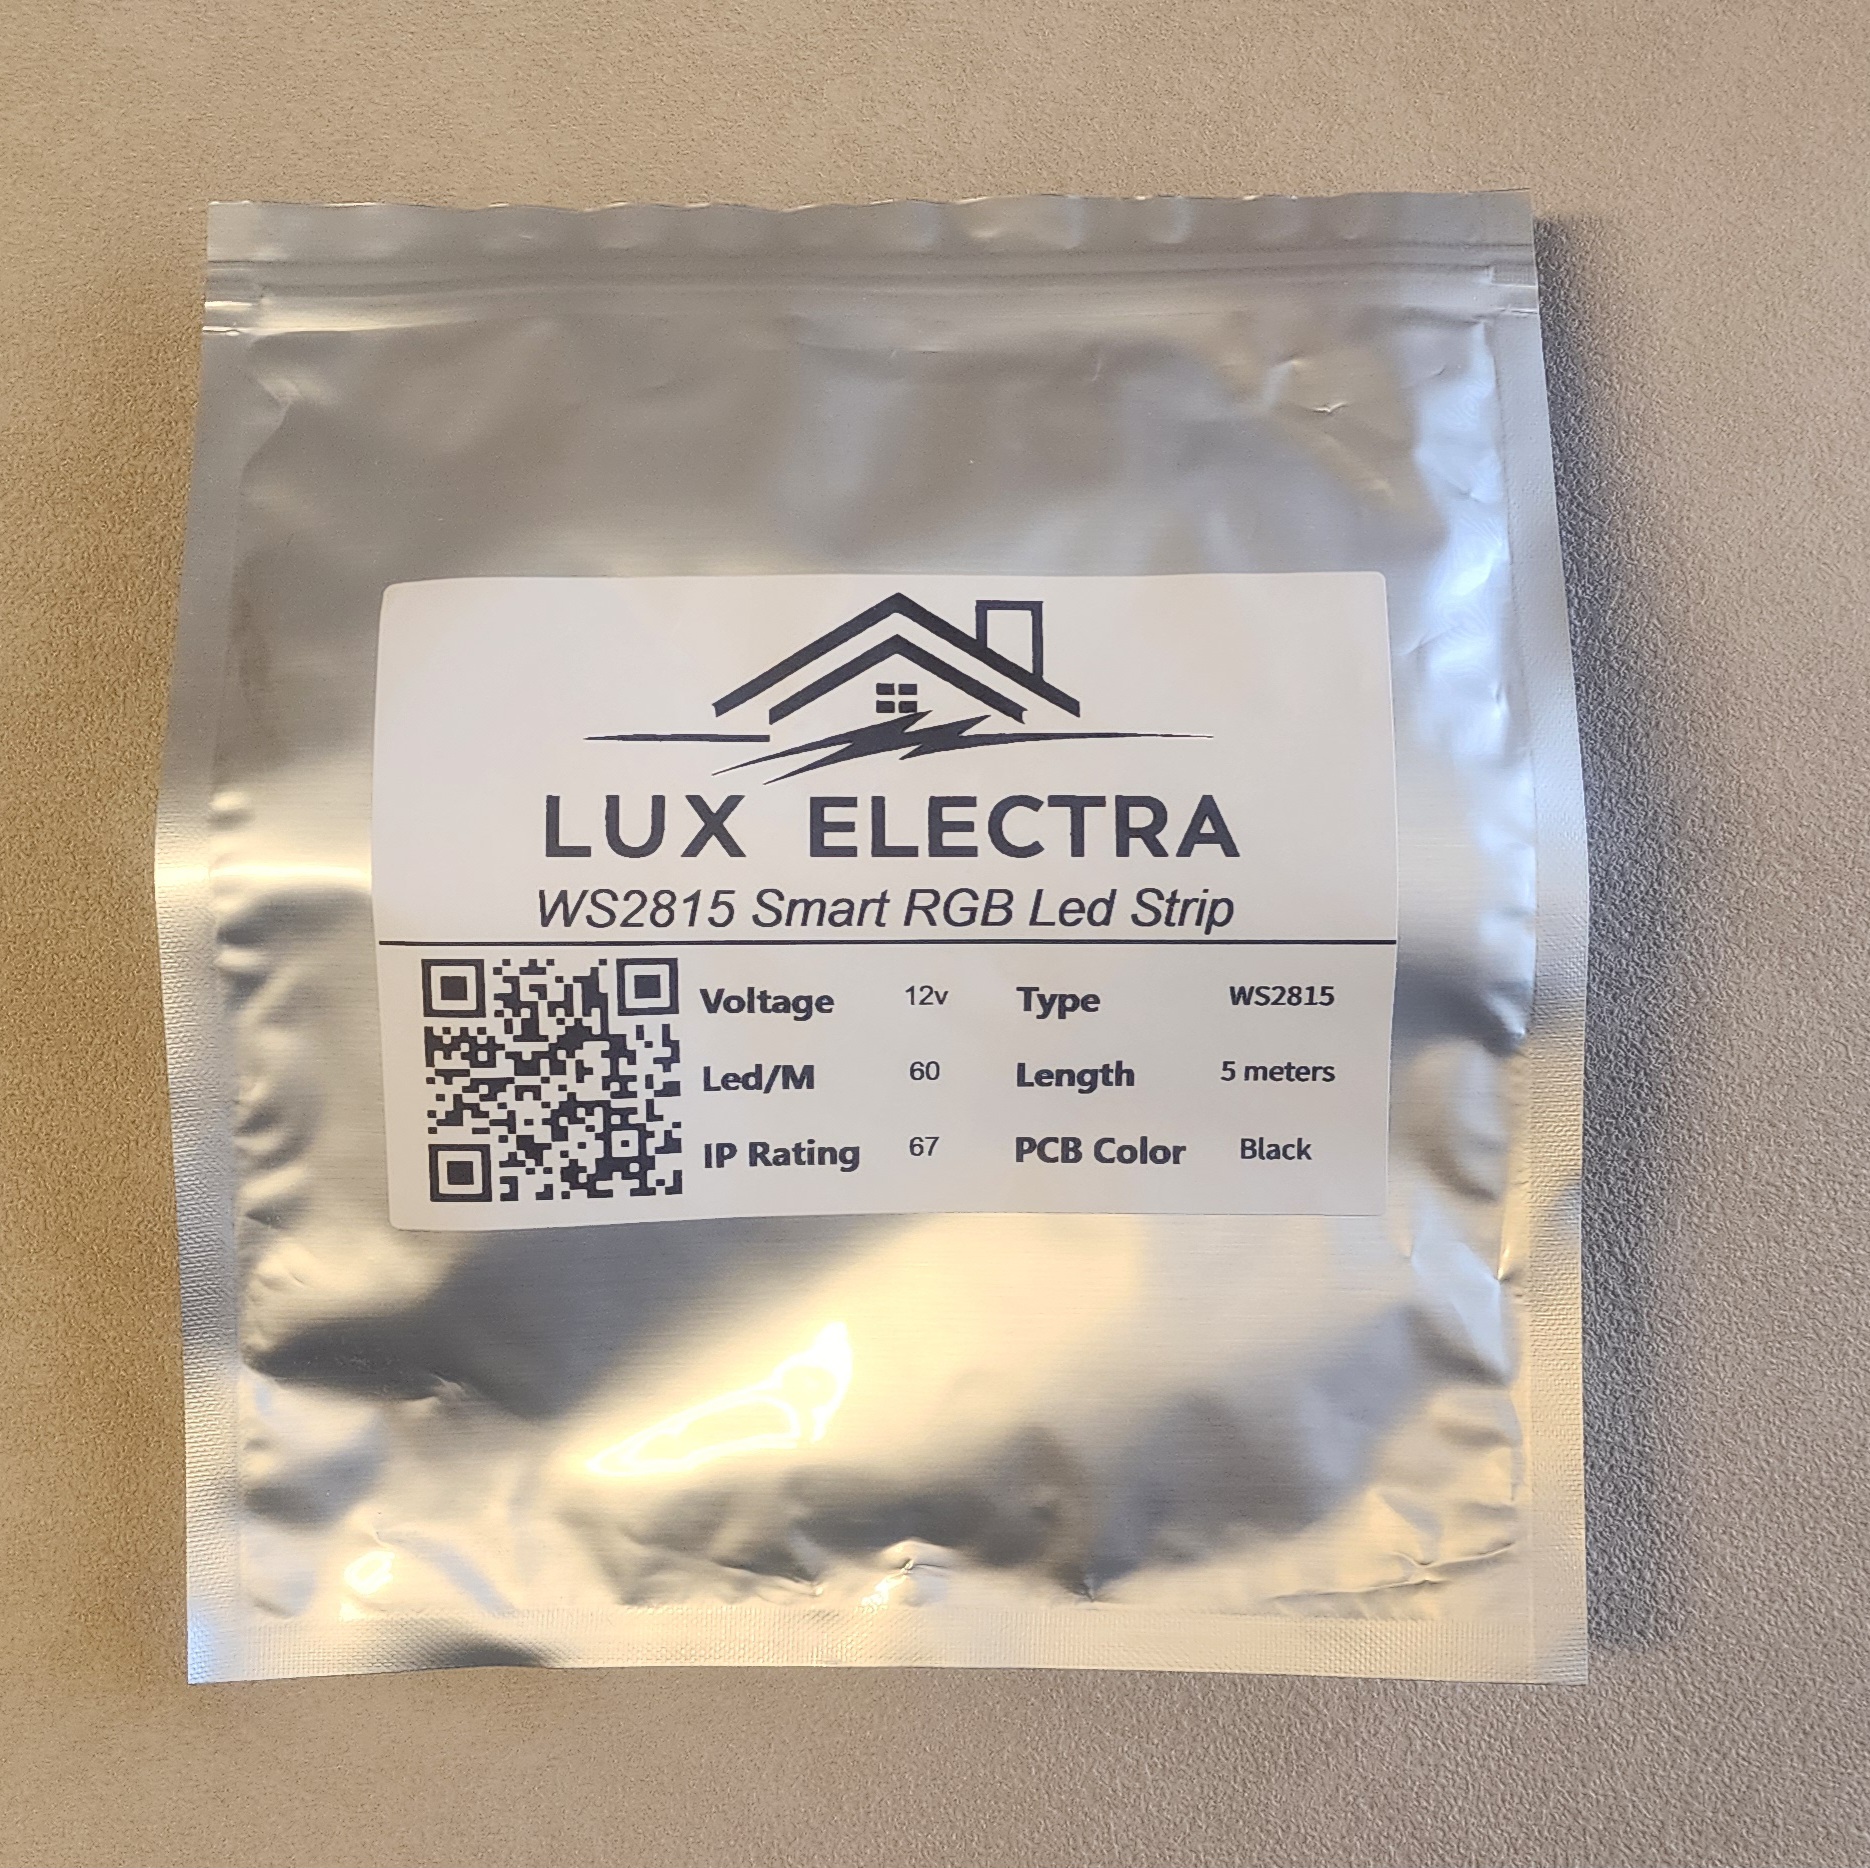 LUX ELECTRA
WS2815 Smart RGB Led Strip
Voltage 12v Type WS2815
Led/M 60 Length 5 meters
IP Rating 67 PCB Color Black